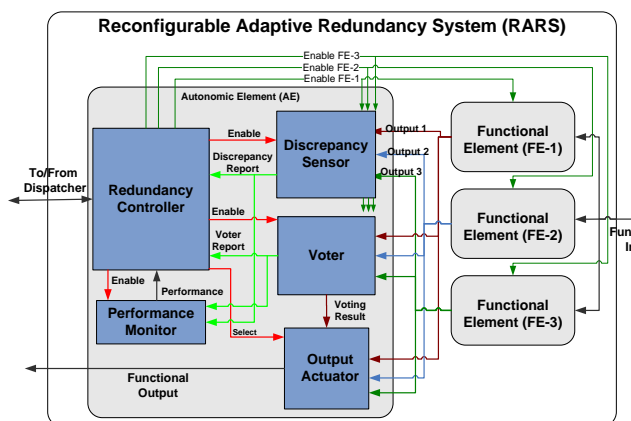 Reconfigurable Adaptive Redundancy System (RARS)
Enable FE-3
Enable FE-2
Enable FE-1
Autonomic Element (AE)
Enable
Discrepancy
Sensor
Output 1
Output 2
Output 3
Functional
Element (FE-1)
Discrepancy
Report
To/From
Dispatcher
Redundancy
Controller
Enable
Voter
Report
Voter
Functional
Element (FE-2)
Enable
Performance
Performance
Monitor
Select
Voting
Result
Functional
Element (FE-3)
Output
Actuator
Functional
Output